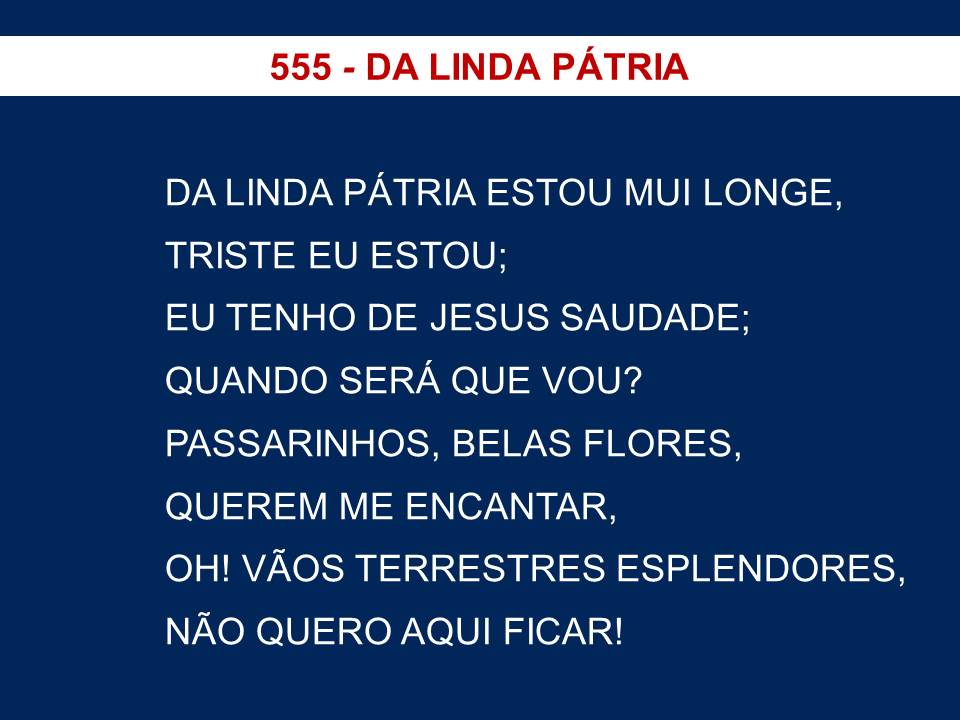 555 - DA LINDA PÁTRIA
DA LINDA PÁTRIA ESTOU MUI LONGE,
TRISTE EU ESTOU;
EU TENHO DE JESUS SAUDADE;
QUANDO SERÁ QUE VOU?
PASSARINHOS, BELAS FLORES,
QUEREM ME ENCANTAR,
OH! VÃOS TERRESTRES ESPLENDORES,
NÃO QUERO AQUI FICAR!